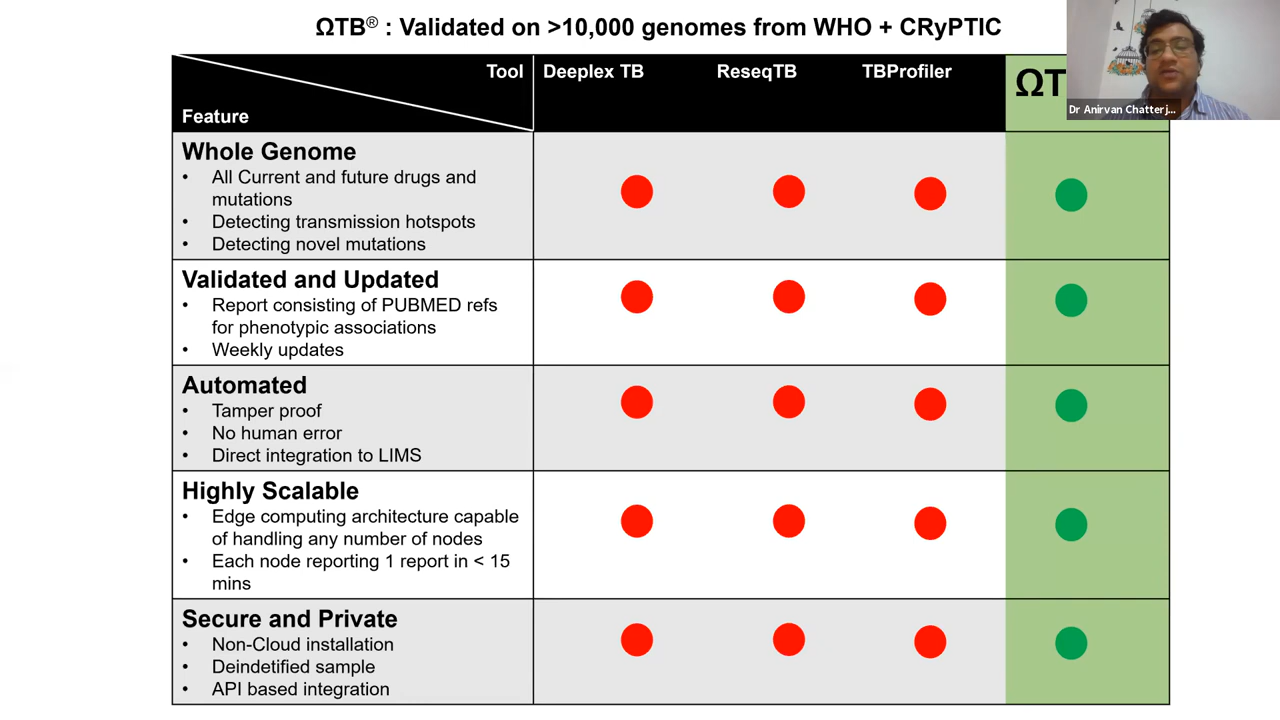 ΩTB® : Validated on >10,000 genomes from WHO + CRyPTIC
Tool
Feature
Deeplex TB
ReseqTB
TBProfiler
ΩT
Dr Anirvan Chatterj...
Whole Genome
• All Current and future drugs and
mutations
• Detecting transmission hotspots
• Detecting novel mutations
Validated and Updated
• Report consisting of PUBMED refs
for phenotypic associations
• Weekly updates
Automated
• Tamper proof
• No human error
• Direct integration to LIMS
Highly Scalable
• Edge computing architecture capable
of handling any number of nodes
• Each node reporting 1 report in < 15
mins
Secure and Private
• Non-Cloud installation
• Deindetified sample
• API based integration